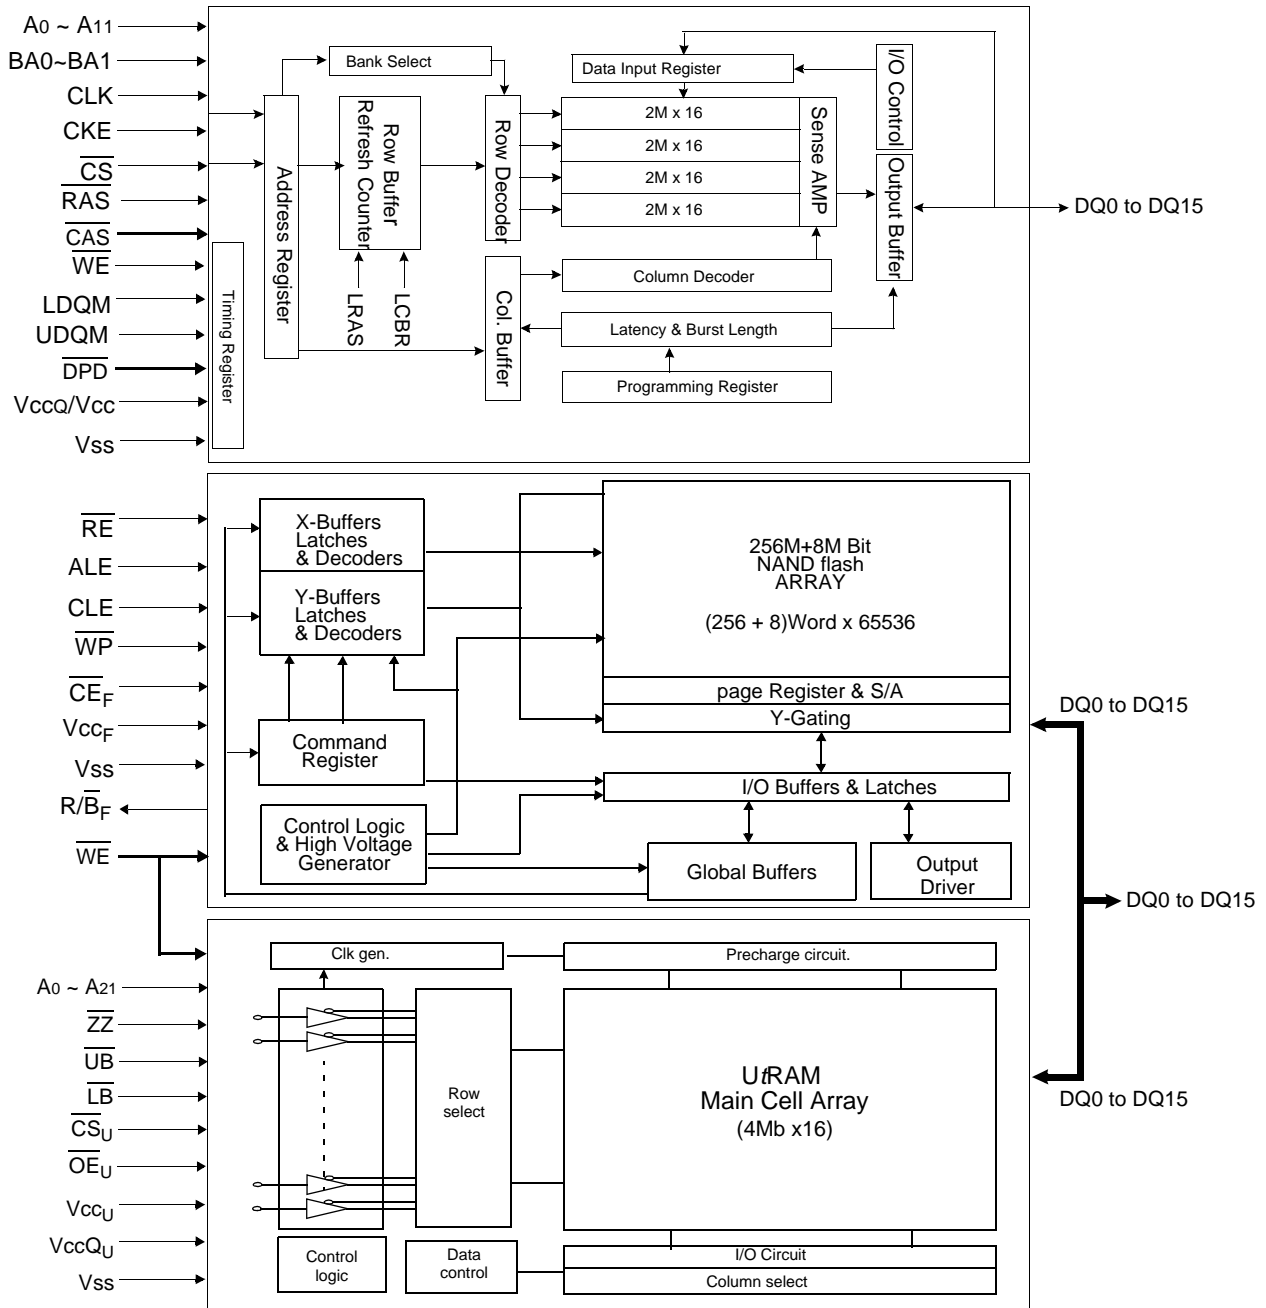 A0 ~ A11
BA0~BA1
CLK
CKE
CS
RAS
CAS
WE
LDQM
UDQM
DPD
VccQ/Vcc
Vss
Timing Register
Address Register
Bank Select
Row Buffer
Refresh Counter
LRAS
LCBR
Row Decoder
Col. Buffer
Data Input Register
2M x 16
2M x 16
2M x 16
2M x 16
Sense AMP
Column Decoder
Latency & Burst Length
Programming Register
I/O Control
Output Buffer
DQ0 to DQ15
RE
ALE
CLE
WP
CEF
VccF
Vss
R/BF
WE
X-Buffers
Latches
& Decoders
Y-Buffers
Latches
& Decoders
Command
Register
Control Logic
& High Voltage
Generator
256M+8M Bit
NAND flash
ARRAY
(256 + 8)Word x 65536
page Register & S/A
Y-Gating
I/O Buffers & Latches
Global Buffers
Output
Driver
DQ0 to DQ15
DQ0 to DQ15
DQ0 to DQ15
A0 ~ A21
ZZ
UB
LB
CSU
OEU
VccU
VccQU
Vss
Clk gen.
Precharge circuit.
Row
select
UtRAM
Main Cell Array
(4Mb x16)
Control
logic
Data
control
I/O Circuit
Column select